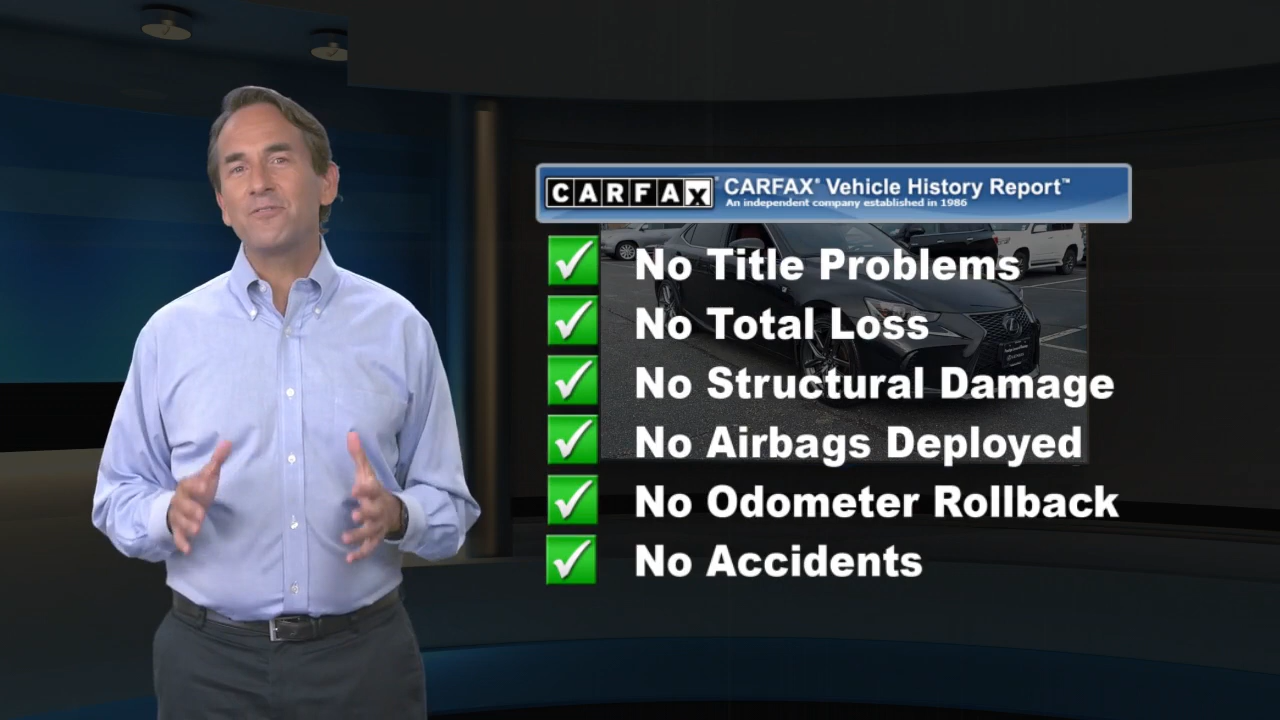 CARFAX
CARFAX® Vehicle History Report™
An independent company established in 1986
No Title Problems
No Total Loss
No Structural Damage
No Airbags Deployed
No Odometer Rollback
No Accidents